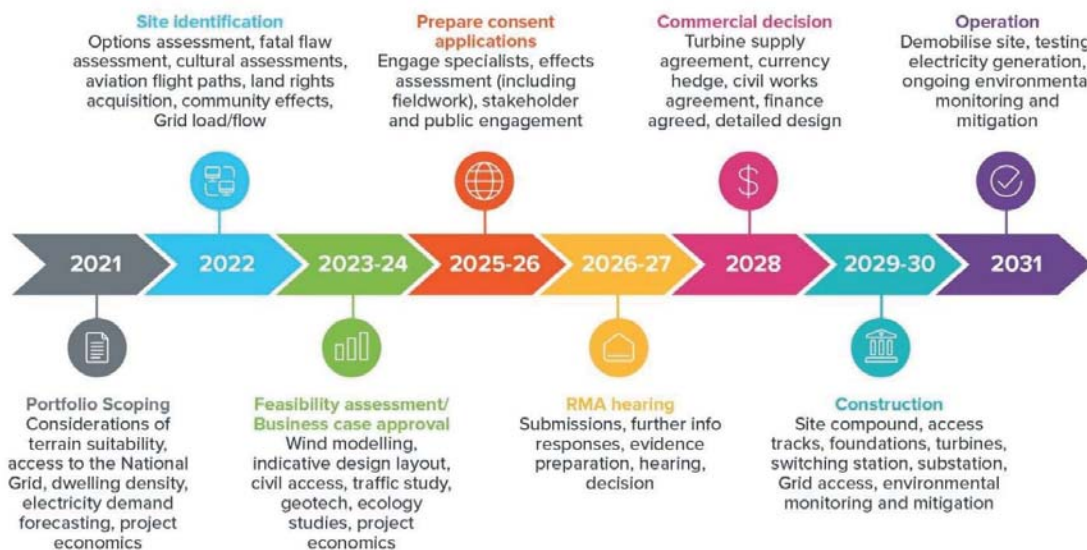 Site identification
Options assessment, fatal flaw
assessment, cultural assessments,
aviation flight paths, land rights
acquisition, community effects,
Grid load/flow
Prepare consent
applications
Engage specialists, effects
assessment (including
fieldwork), stakeholder
and public engagement
Commercial decision
Turbine supply
agreement, currency
hedge, civil works
agreement, finance
agreed, detailed design
Operation
Demobilise site, testing
electricity generation,
ongoing environmental
monitoring and
mitigation
$
2021
2022
2023-24
2025-26
2026-27
2028
2029-30
2031
Portfolio Scoping
Considerations of
terrain suitability,
access to the National
Grid, dwelling density,
electricity demand
forecasting, project
economics
Feasibility assessment/
Business case approval
Wind modelling,
indicative design layout,
civil access, traffic study,
geotech, ecology
studies, project
economics
RMA hearing
Submissions, further info
responses, evidence
preparation, hearing,
decision
Construction
Site compound, access
tracks, foundations, turbines,
switching station, substation,
Grid access, environmental
monitoring and mitigation